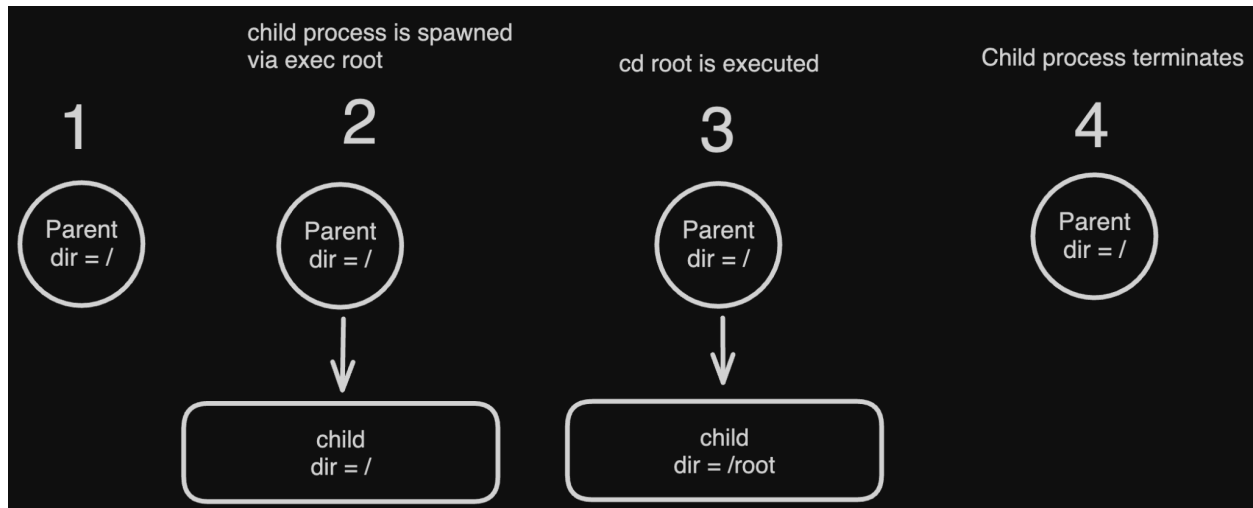 1
Parent
dir = /
child process is spawned
via exec root
2
Parent
dir = /
child
dir = /
cd root is executed
3
Parent
dir = /
child
dir = /root
Child process terminates
4
Parent
dir = /